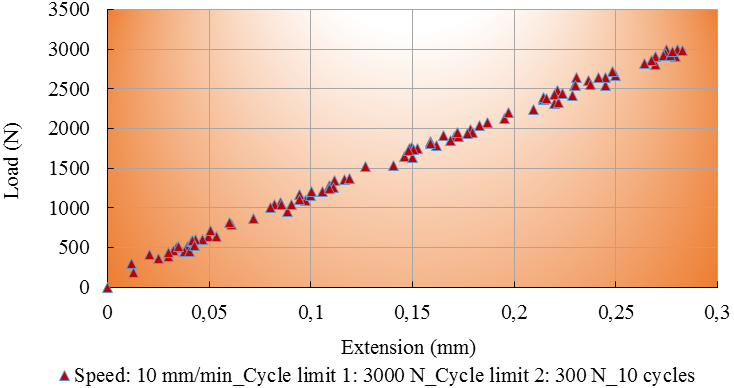 3500
3000
2500
2000
1500
1000
500
0
0 0,05 0,1 0,15 0,2 0,25 0,3
Load (N)
Extension (mm)
Speed: 10 mm/min_Cycle limit 1: 3000 N_Cycle limit 2: 300 N_10 cycles